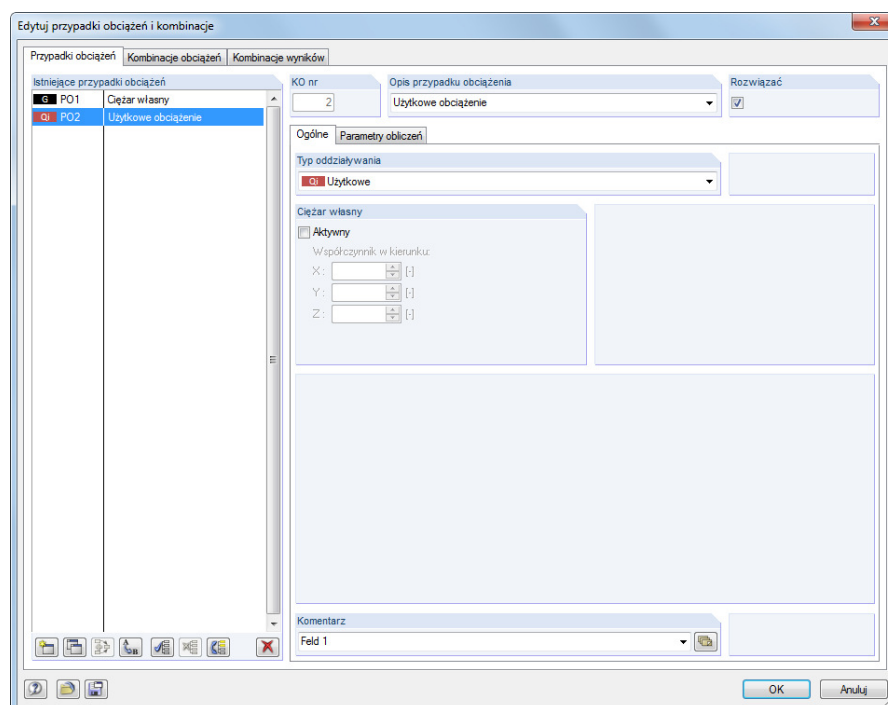 Edytuj przypadki obciążeń i kombinacje
Przypadki obciążeń Kombinacje obciążeń Kombinacje wyników
Istniejące przypadki obciążeń
G PO1 Ciężar własny
Qi PO2 Użytkowe obciążenie
KO nr
2
Opis przypadku obciążenia
Użytkowe obciążenie
Rozwiązać
Ogólne Parametry obliczeń
Typ oddziaływania
Qi Użytkowe
Ciężar własny
Aktywny
Współczynnik w kierunku:
X: [-]
Y: [-]
Z: [-]
Komentarz
Feld 1
OK Anuluj